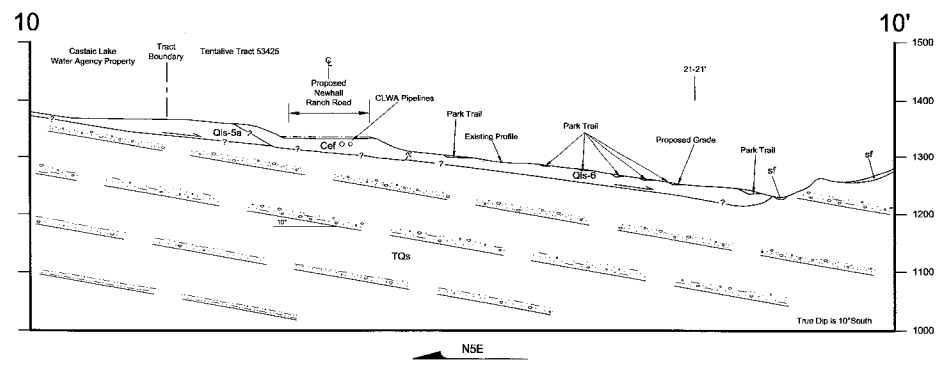 10
10'
Castaic Lake
Water Agency Property
Tract
Boundary
Tentative Tract 53425
℄
Proposed
Newhall
Ranch Road
CLWA Pipelines
Park Trail
Existing Profile
Park Trail
Proposed Grade
21-21'
Park Trail
sf
sf
1500
1400
1300
1200
1100
1000
?
Qls-5a
?
?
?
Cef
?
?
?
?
Qls-6
?
?
10°
TQs
True Dip is 10°South
N5E